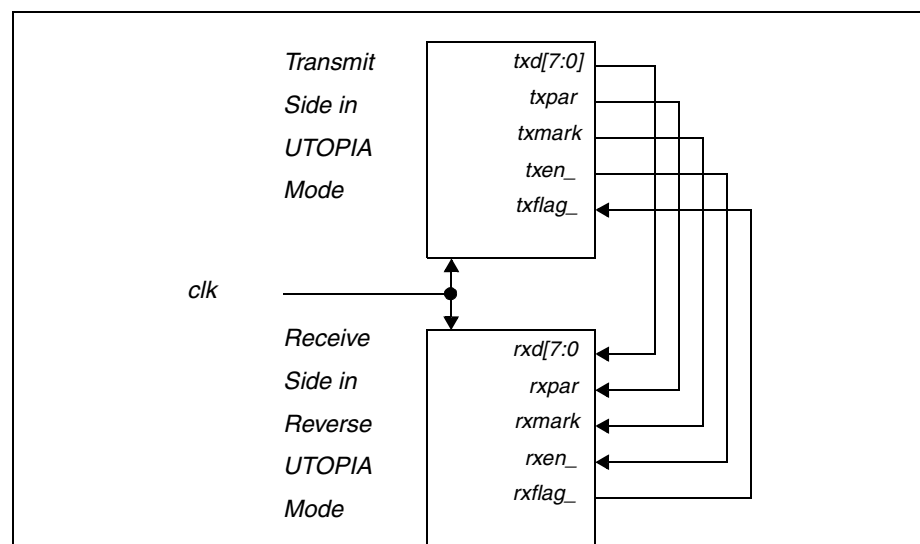 Transmit
Side in
UTOPIA
Mode
txd[7:0]
txpar
txmark
txen_
txflag_
clk
Receive
Side in
Reverse
UTOPIA
Mode
rxd[7:0
rxpar
rxmark
rxen_
rxflag_